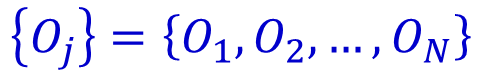 {O_j} = {O_1, O_2, ..., O_N}